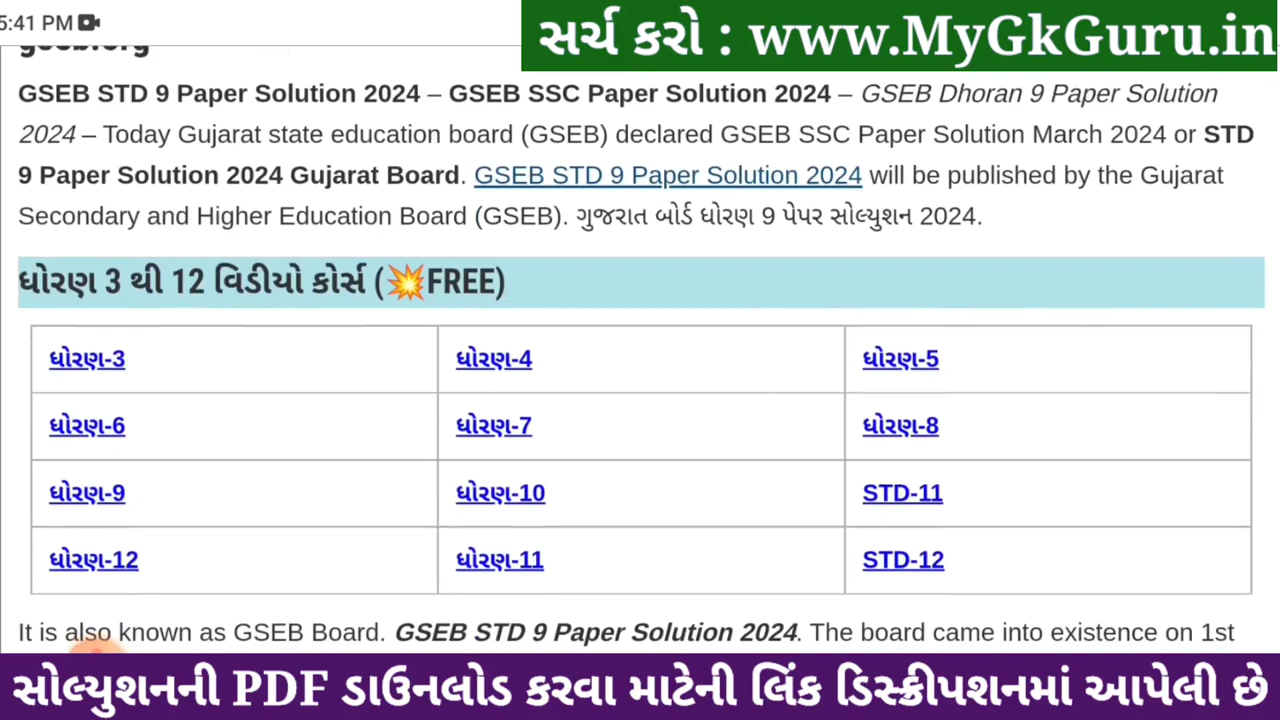 5:41 PM
સર્ચ કરો : www.MyGkGuru.in
gseb.org
GSEB STD 9 Paper Solution 2024 – GSEB SSC Paper Solution 2024 – GSEB Dhoran 9 Paper Solution
2024 – Today Gujarat state education board (GSEB) declared GSEB SSC Paper Solution March 2024 or STD
9 Paper Solution 2024 Gujarat Board. GSEB STD 9 Paper Solution 2024 will be published by the Gujarat
Secondary and Higher Education Board (GSEB). ગુજરાત બોર્ડ ધોરણ 9 પેપર સોલ્યુશન 2024.
ધોરણ 3 થી 12 વિડીયો કોર્સ (💥FREE)
ધોરણ-3 ધોરણ-4 ધોરણ-5
ધોરણ-6 ધોરણ-7 ધોરણ-8
ધોરણ-9 ધોરણ-10 STD-11
ધોરણ-12 ધોરણ-11 STD-12
It is also known as GSEB Board. GSEB STD 9 Paper Solution 2024. The board came into existence on 1st
સોલ્યુશનની PDF ડાઉનલોડ કરવા માટેની લિંક ડિસ્ક્રીપશનમાં આપેલી છે